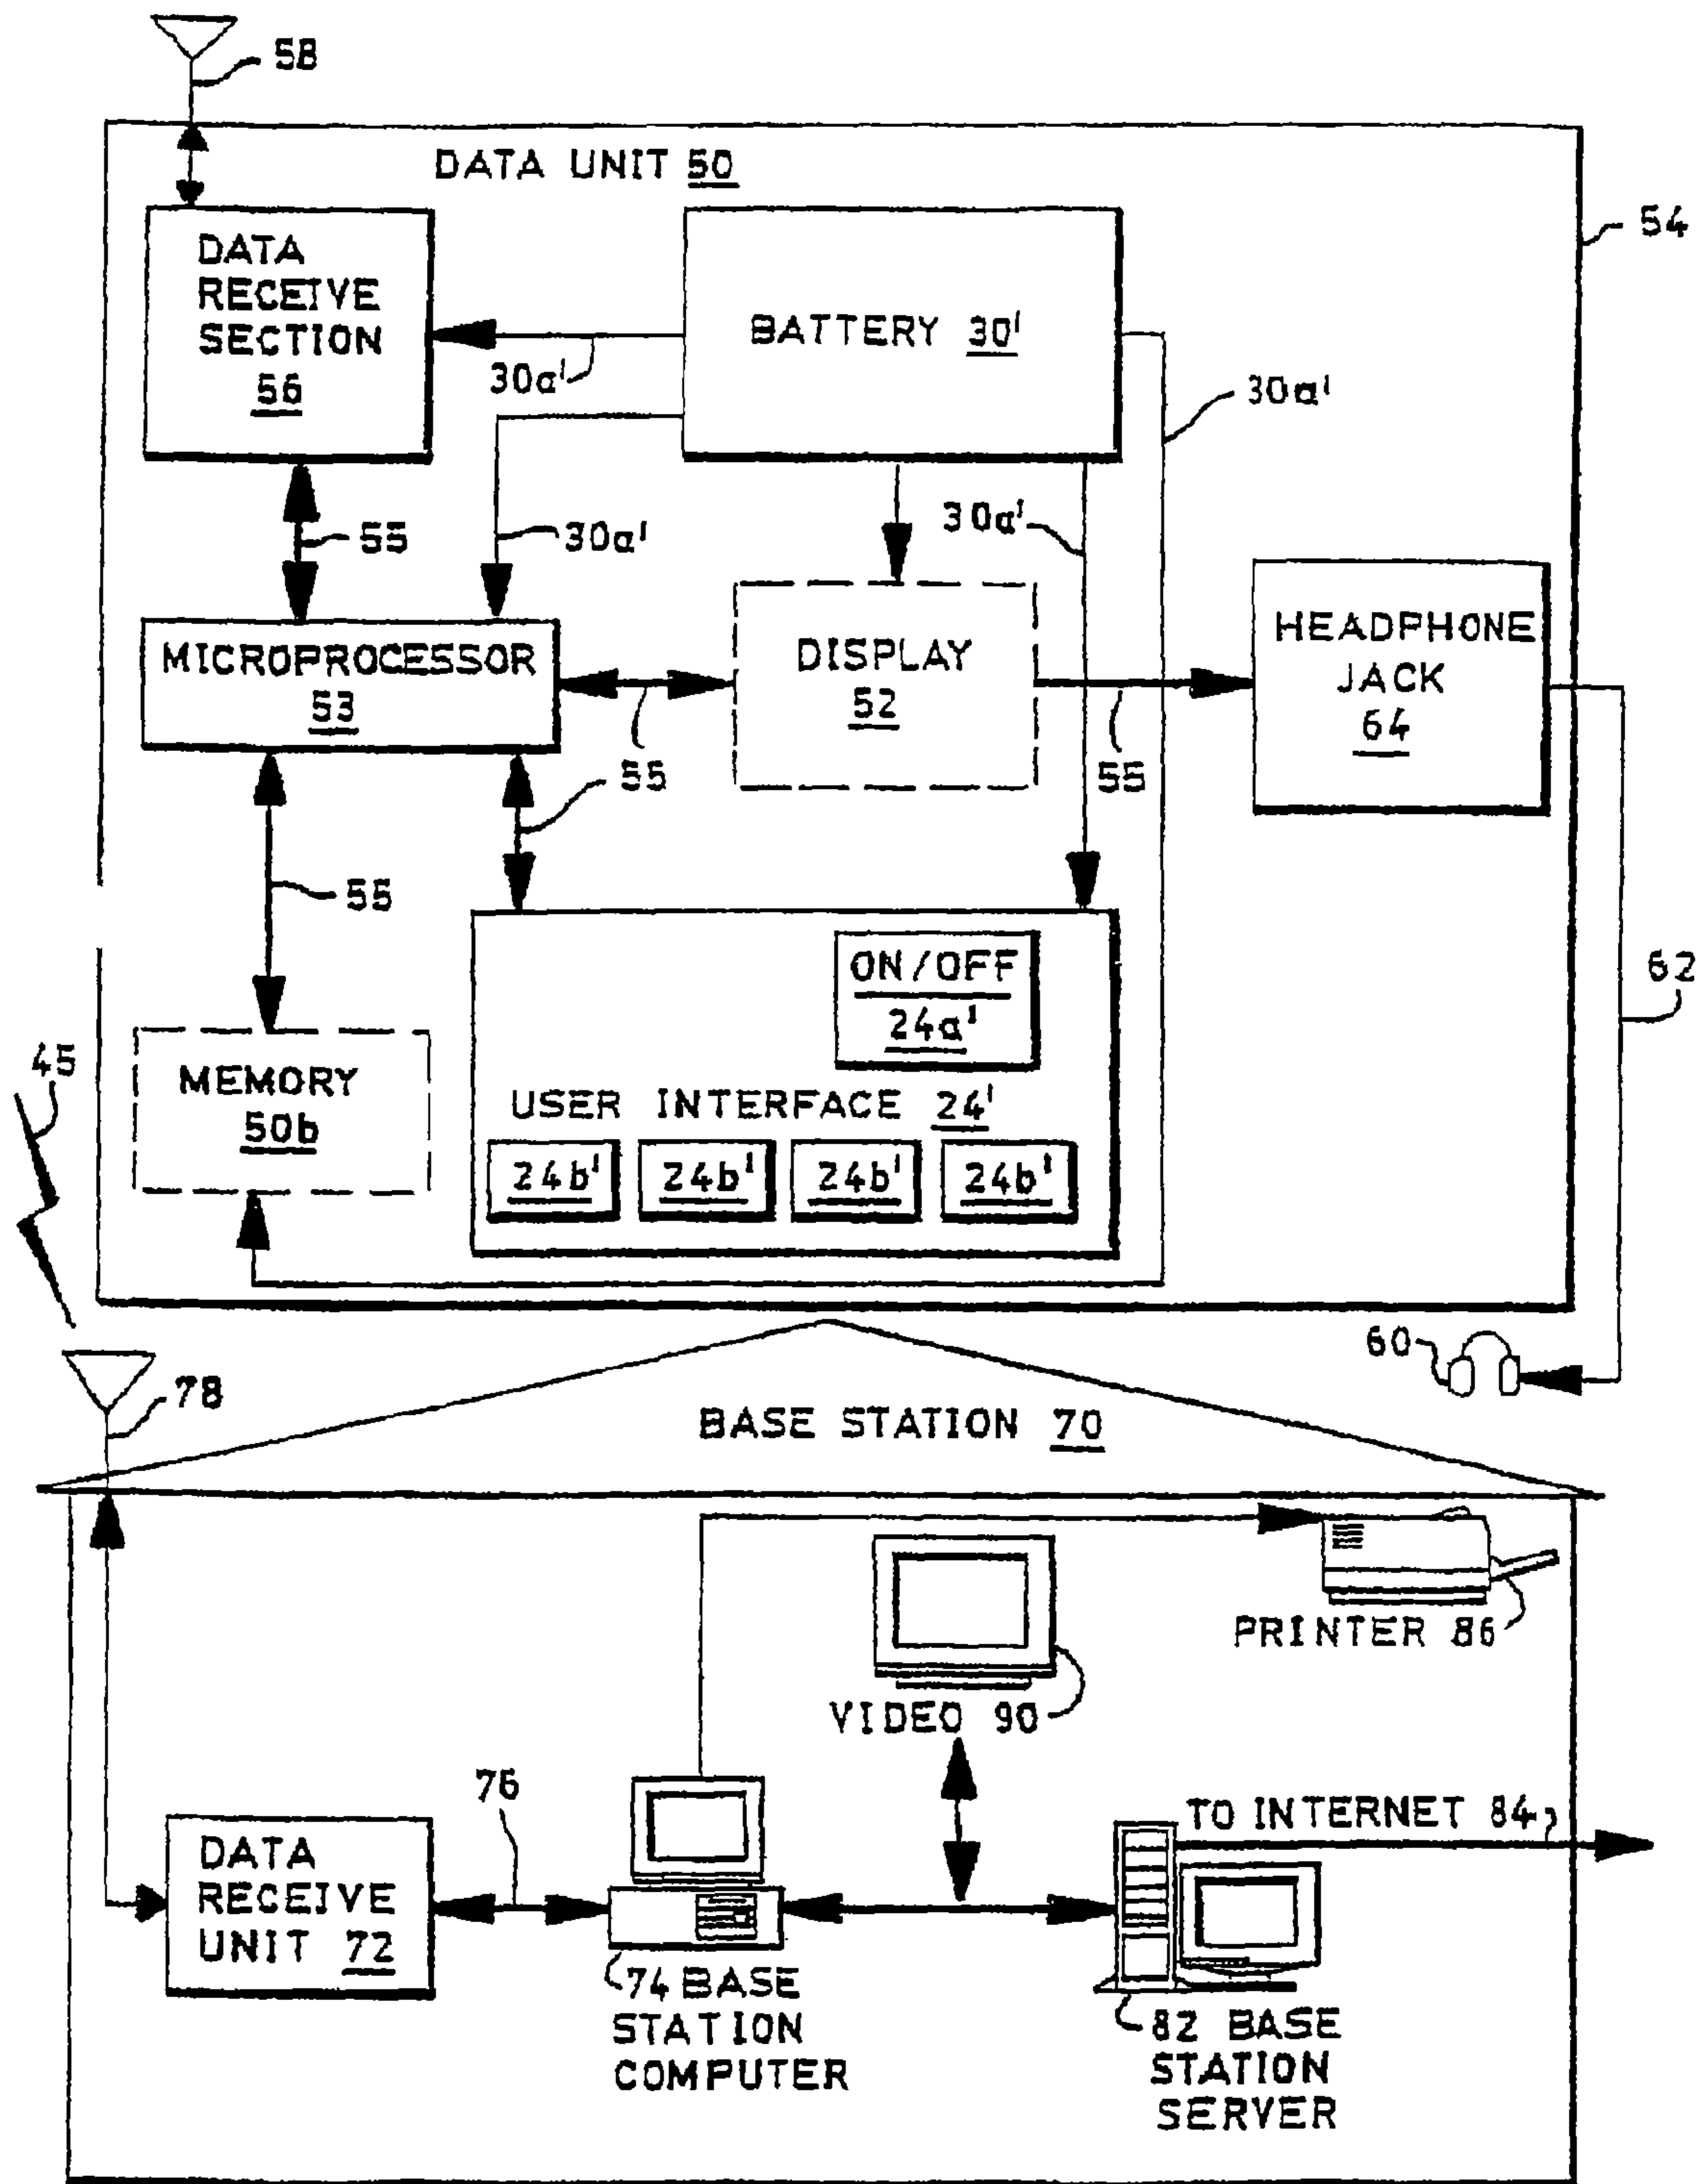 58
DATA UNIT 50
54
DATA
RECEIVE
SECTION
56
BATTERY 30'
30a'
30a'
55
30a'
30a'
MICROPROCESSOR
53
DISPLAY
52
HEADPHONE
JACK
64
55
55
55
55
ON/OFF
24a'
62
45
MEMORY
50b
USER INTERFACE 24'
24b' 24b' 24b' 24b'
60
78
BASE STATION 70
PRINTER 86
VIDEO 90
76
TO INTERNET 84
DATA
RECEIVE
UNIT 72
74 BASE
STATION
COMPUTER
82 BASE
STATION
SERVER